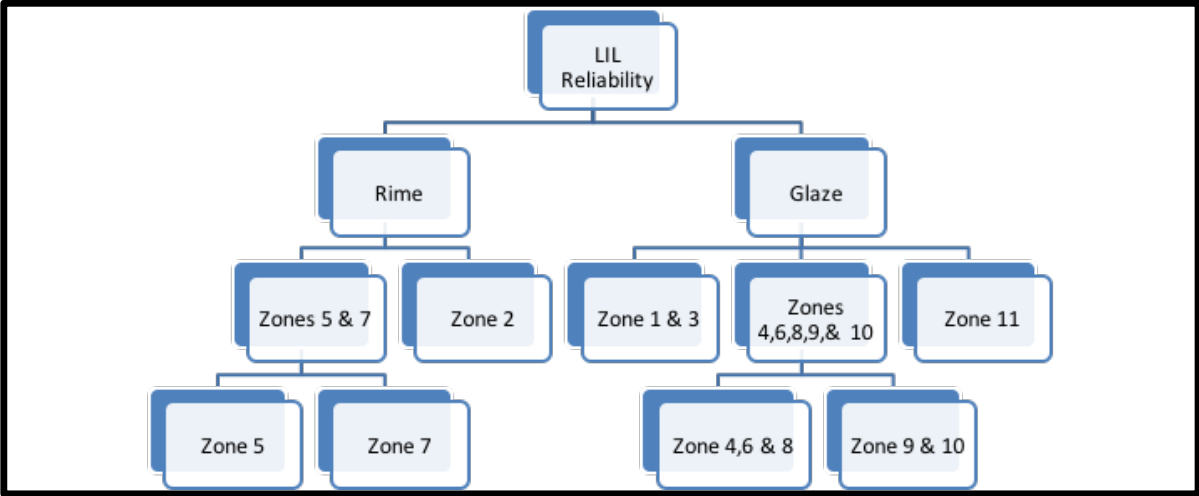 LIL
Reliability
Rime
Glaze
Zones 5 & 7
Zone 2
Zone 1 & 3
Zones
4,6,8,9,& 10
Zone 11
Zone 5
Zone 7
Zone 4,6 & 8
Zone 9 & 10